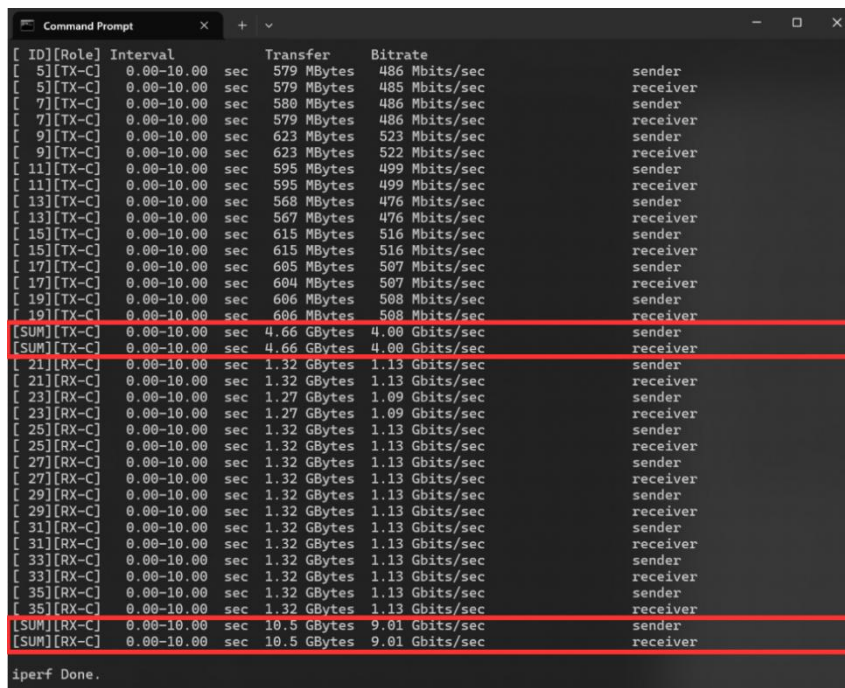 Command Prompt
[ ID][Role] Interval Transfer Bitrate
[ 5][TX-C] 0.00-10.00 sec 579 MBytes 486 Mbits/sec sender
[ 5][TX-C] 0.00-10.00 sec 579 MBytes 485 Mbits/sec receiver
[ 7][TX-C] 0.00-10.00 sec 580 MBytes 486 Mbits/sec sender
[ 7][TX-C] 0.00-10.00 sec 579 MBytes 486 Mbits/sec receiver
[ 9][TX-C] 0.00-10.00 sec 623 MBytes 523 Mbits/sec sender
[ 9][TX-C] 0.00-10.00 sec 623 MBytes 522 Mbits/sec receiver
[ 11][TX-C] 0.00-10.00 sec 595 MBytes 499 Mbits/sec sender
[ 11][TX-C] 0.00-10.00 sec 595 MBytes 499 Mbits/sec receiver
[ 13][TX-C] 0.00-10.00 sec 568 MBytes 476 Mbits/sec sender
[ 13][TX-C] 0.00-10.00 sec 567 MBytes 476 Mbits/sec receiver
[ 15][TX-C] 0.00-10.00 sec 615 MBytes 516 Mbits/sec sender
[ 15][TX-C] 0.00-10.00 sec 615 MBytes 516 Mbits/sec receiver
[ 17][TX-C] 0.00-10.00 sec 605 MBytes 507 Mbits/sec sender
[ 17][TX-C] 0.00-10.00 sec 604 MBytes 507 Mbits/sec receiver
[ 19][TX-C] 0.00-10.00 sec 606 MBytes 508 Mbits/sec sender
[ 19][TX-C] 0.00-10.00 sec 606 MBytes 508 Mbits/sec receiver
[SUM][TX-C] 0.00-10.00 sec 4.66 GBytes 4.00 Gbits/sec sender
[SUM][TX-C] 0.00-10.00 sec 4.66 GBytes 4.00 Gbits/sec receiver
[ 21][RX-C] 0.00-10.00 sec 1.32 GBytes 1.13 Gbits/sec sender
[ 21][RX-C] 0.00-10.00 sec 1.32 GBytes 1.13 Gbits/sec receiver
[ 23][RX-C] 0.00-10.00 sec 1.27 GBytes 1.09 Gbits/sec sender
[ 23][RX-C] 0.00-10.00 sec 1.27 GBytes 1.09 Gbits/sec receiver
[ 25][RX-C] 0.00-10.00 sec 1.32 GBytes 1.13 Gbits/sec sender
[ 25][RX-C] 0.00-10.00 sec 1.32 GBytes 1.13 Gbits/sec receiver
[ 27][RX-C] 0.00-10.00 sec 1.32 GBytes 1.13 Gbits/sec sender
[ 27][RX-C] 0.00-10.00 sec 1.32 GBytes 1.13 Gbits/sec receiver
[ 29][RX-C] 0.00-10.00 sec 1.32 GBytes 1.13 Gbits/sec sender
[ 29][RX-C] 0.00-10.00 sec 1.32 GBytes 1.13 Gbits/sec receiver
[ 31][RX-C] 0.00-10.00 sec 1.32 GBytes 1.13 Gbits/sec sender
[ 31][RX-C] 0.00-10.00 sec 1.32 GBytes 1.13 Gbits/sec receiver
[ 33][RX-C] 0.00-10.00 sec 1.32 GBytes 1.13 Gbits/sec sender
[ 33][RX-C] 0.00-10.00 sec 1.32 GBytes 1.13 Gbits/sec receiver
[ 35][RX-C] 0.00-10.00 sec 1.32 GBytes 1.13 Gbits/sec sender
[ 35][RX-C] 0.00-10.00 sec 1.32 GBytes 1.13 Gbits/sec receiver
[SUM][RX-C] 0.00-10.00 sec 10.5 GBytes 9.01 Gbits/sec sender
[SUM][RX-C] 0.00-10.00 sec 10.5 GBytes 9.01 Gbits/sec receiver
iperf Done.